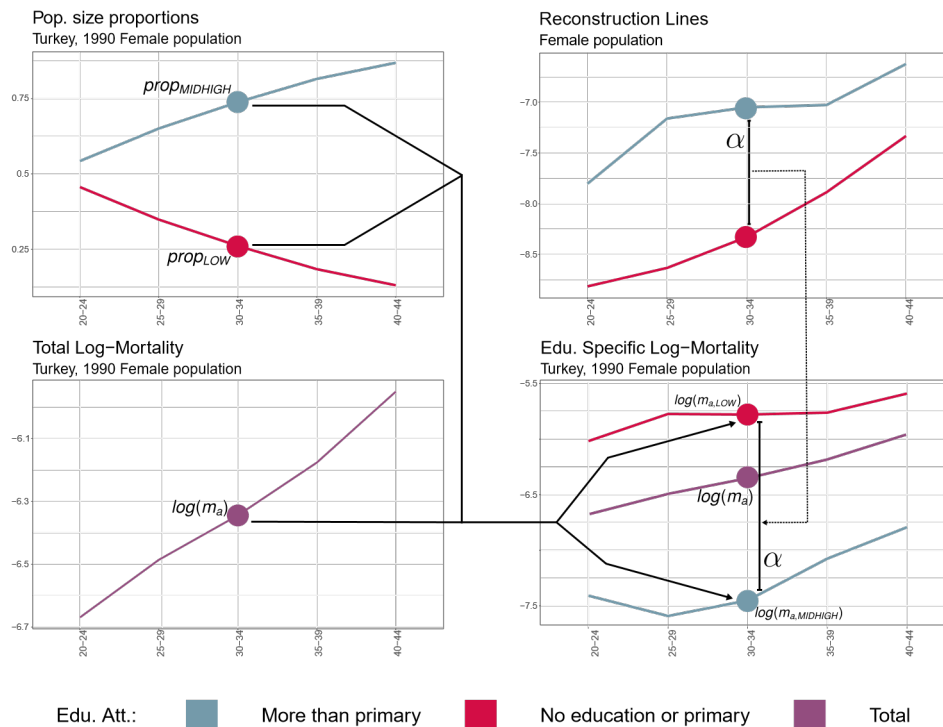 Pop. size proportions
Turkey, 1990 Female population
0.75
0.5
0.25
prop_MIDHIGH
prop_LOW
20−24
25−29
30−34
35−39
40−44
Reconstruction Lines
Female population
−7.0
−7.5
−8.0
−8.5
α
20−24
25−29
30−34
35−39
40−44
Total Log−Mortality
Turkey, 1990 Female population
−6.1
−6.3
−6.5
−6.7
log(m_a)
20−24
25−29
30−34
35−39
40−44
Edu. Specific Log−Mortality
Turkey, 1990 Female population
−5.5
−6.5
−7.5
log(m_a,LOW)
log(m_a)
α
log(m_a,MIDHIGH)
20−24
25−29
30−34
35−39
40−44
Edu. Att.: More than primary No education or primary Total